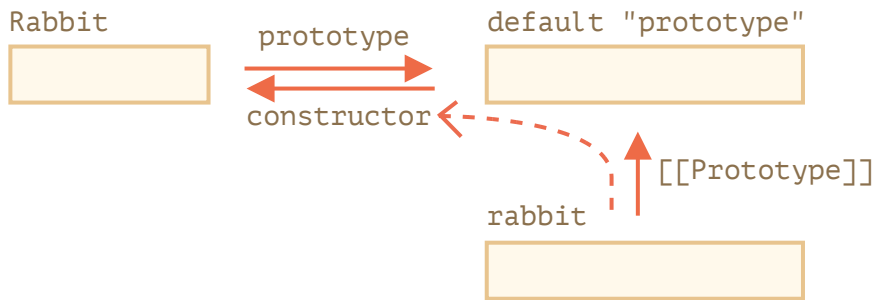 Rabbit
prototype
default "prototype"
constructor
[[Prototype]]
rabbit